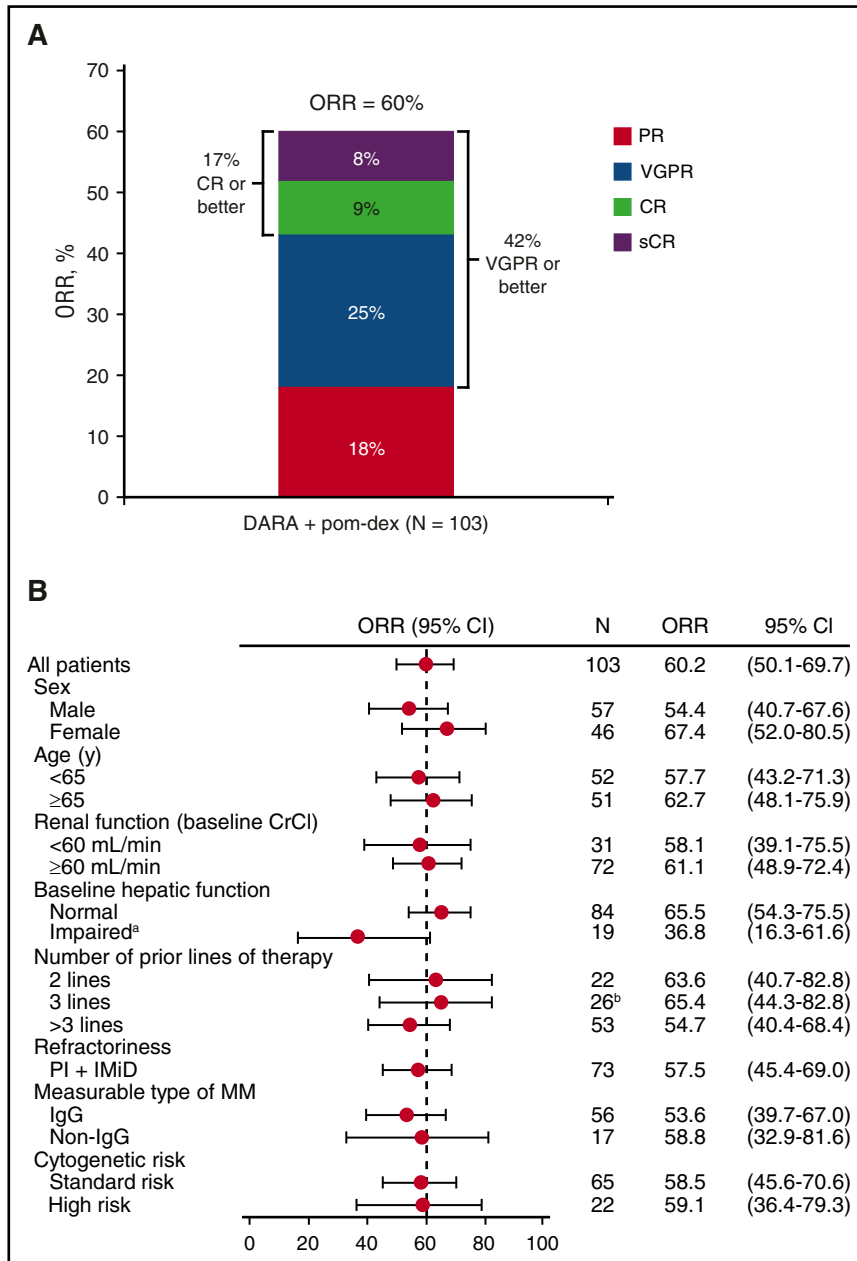 A
70
60
50
40
30
20
10
0
ORR, %
ORR = 60%
17%
CR or
better
8%
9%
25%
18%
42%
VGPR or
better
PR
VGPR
CR
sCR
DARA + pom-dex (N = 103)
B
ORR (95% CI) N ORR 95% CI
All patients 103 60.2 (50.1-69.7)
Sex
Male 57 54.4 (40.7-67.6)
Female 46 67.4 (52.0-80.5)
Age (y)
<65 52 57.7 (43.2-71.3)
≥65 51 62.7 (48.1-75.9)
Renal function (baseline CrCl)
<60 mL/min 31 58.1 (39.1-75.5)
≥60 mL/min 72 61.1 (48.9-72.4)
Baseline hepatic function
Normal 84 65.5 (54.3-75.5)
Impairedᵃ 19 36.8 (16.3-61.6)
Number of prior lines of therapy
2 lines 22 63.6 (40.7-82.8)
3 lines 26ᵇ 65.4 (44.3-82.8)
>3 lines 53 54.7 (40.4-68.4)
Refractoriness
PI + IMiD 73 57.5 (45.4-69.0)
Measurable type of MM
IgG 56 53.6 (39.7-67.0)
Non-IgG 17 58.8 (32.9-81.6)
Cytogenetic risk
Standard risk 65 58.5 (45.6-70.6)
High risk 22 59.1 (36.4-79.3)
0 20 40 60 80 100